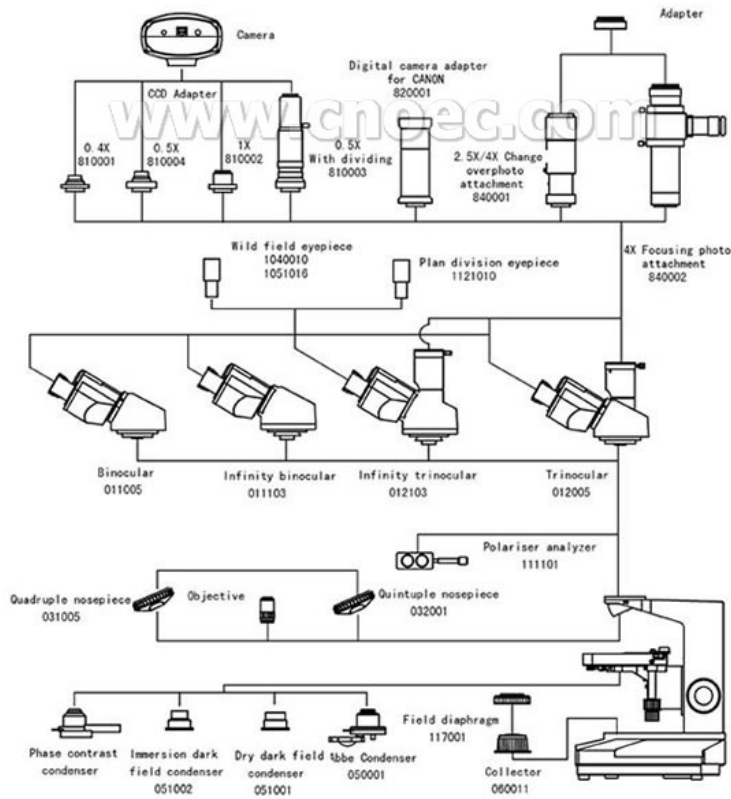 Camera
Adapter
CCD Adapter
Digital camera adapter
for CANON
820001
www.cnoec.com
0.4X
810001
0.5X
810004
1X
810002
0.5X
With dividing
810003
2.5X/4X Change
overphoto
attachment
840001
4X Focusing photo
attachment
840002
Wild field eyepiece
1040010
1051016
Plan division eyepiece
1121010
Binocular
011005
Infinity binocular
011103
Infinity trinocular
012103
Trinocular
012005
Polariser analyzer
111101
Quadruple nosepiece
031005
Objective
Quintuple nosepiece
032001
Phase contrast
condenser
Immersion dark
field condenser
051002
Dry dark field
condenser
051001
bbe Condenser
050001
Field diaphragm
117001
Collector
060011